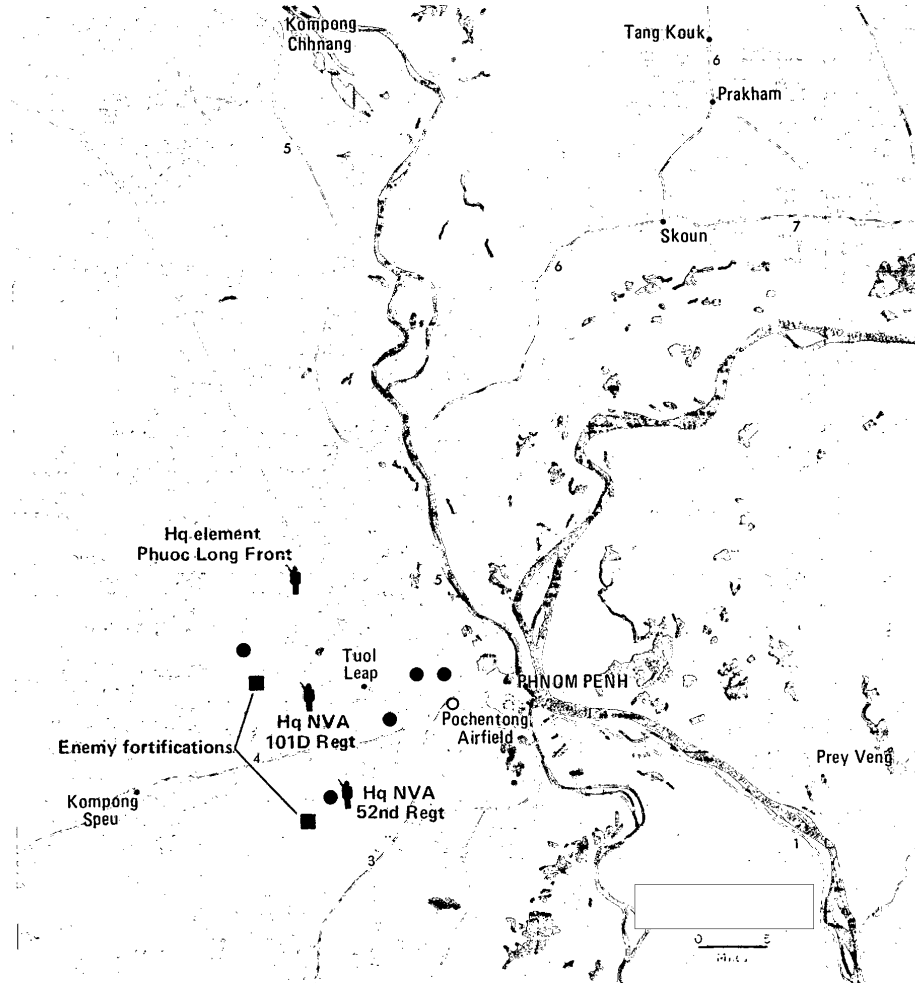 Kompong
Chhnang
Tang Kouk
6
Prakham
5
Skoun
7
6
Hq element
Phuoc Long Front
5
Tuol
Leap
PHNOM PENH
Hq NVA
101D Regt
Pochentong
Airfield
Enemy fortifications
4
Prey Veng
Kompong
Speu
Hq NVA
52nd Regt
1
3
0